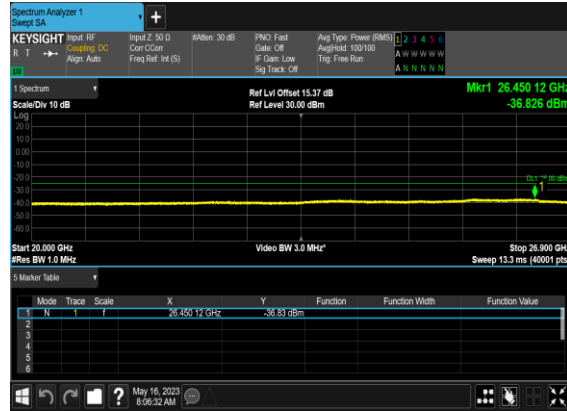 Spectrum Analyzer 1
Swept SA
+
KEYSIGHT
R T
Input: RF
Coupling: DC
Align: Auto
Input Z: 50 Ω
Corr CCorr
Freq Ref: Int (S)
#Atten: 30 dB
PNO: Fast
Gate: Off
IF Gain: Low
Sig Track: Off
Avg Type: Power (RMS)
Avg|Hold: 100/100
Trig: Free Run
1 2 3 4 5 6
A W W W W W
A N N N N N
1 Spectrum
Scale/Div 10 dB
Ref Lvl Offset 15.37 dB
Ref Level 30.00 dBm
Mkr1 26.450 12 GHz
-36.826 dBm
Log
20.0
10.0
0.00
-10.0
-20.0
-30.0
-40.0
-50.0
-60.0
1
Start 20.000 GHz
#Res BW 1.0 MHz
Video BW 3.0 MHz*
Stop 26.900 GHz
Sweep 13.3 ms (40001 pts)
5 Marker Table
Mode Trace Scale X Y Function Function Width Function Value
1 N 1 f 26.450 12 GHz -36.83 dBm
2
3
4
5
6
?
May 16, 2023
8:06:32 AM